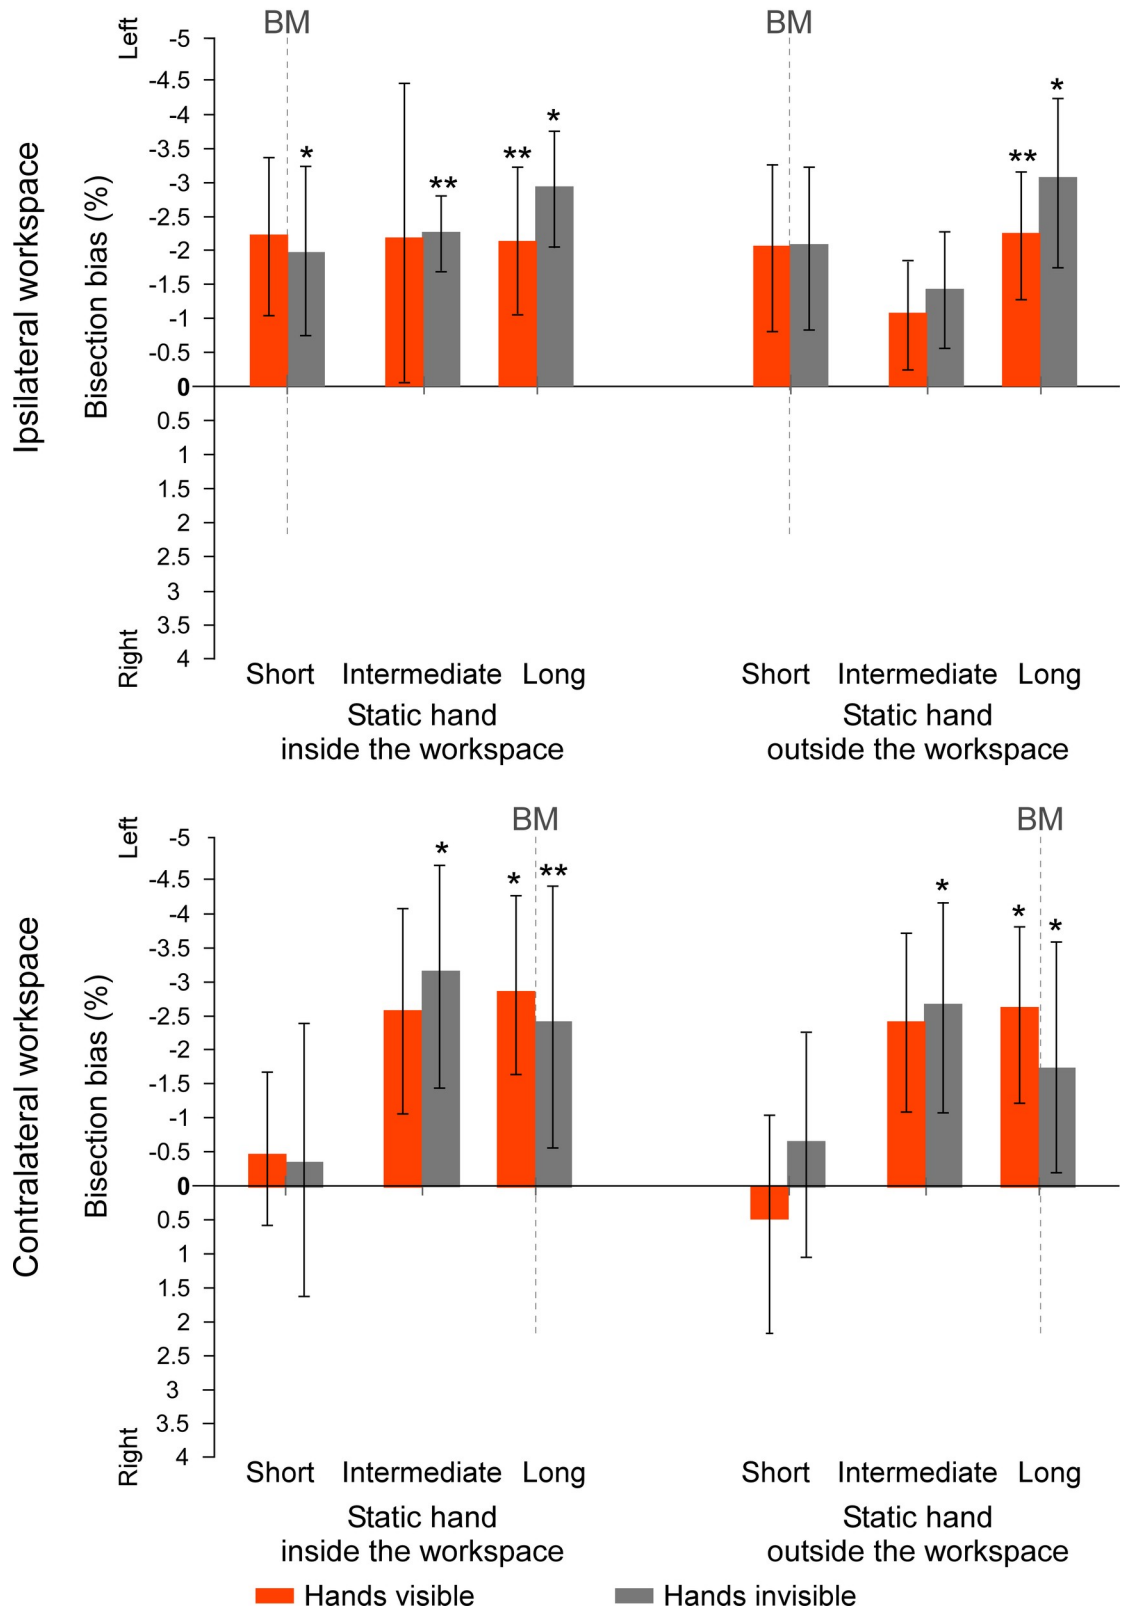 BM BM
Left
-5
-4.5
-4
-3.5
-3
-2.5
-2
-1.5
-1
-0.5
0
0.5
1
1.5
2
2.5
3
3.5
4
Right
Ipsilateral workspace
Bisection bias (%)
* ** ** * ** *
Short Intermediate Long Short Intermediate Long
Static hand Static hand
inside the workspace outside the workspace
BM BM
Left
-5
-4.5
-4
-3.5
-3
-2.5
-2
-1.5
-1
-0.5
0
0.5
1
1.5
2
2.5
3
3.5
4
Right
Contralateral workspace
Bisection bias (%)
* * ** * * *
Short Intermediate Long Short Intermediate Long
Static hand Static hand
inside the workspace outside the workspace
Hands visible Hands invisible